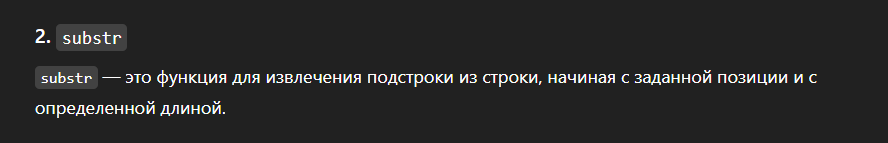 2. substr
substr — это функция для извлечения подстроки из строки, начиная с заданной позиции и с
определенной длиной.